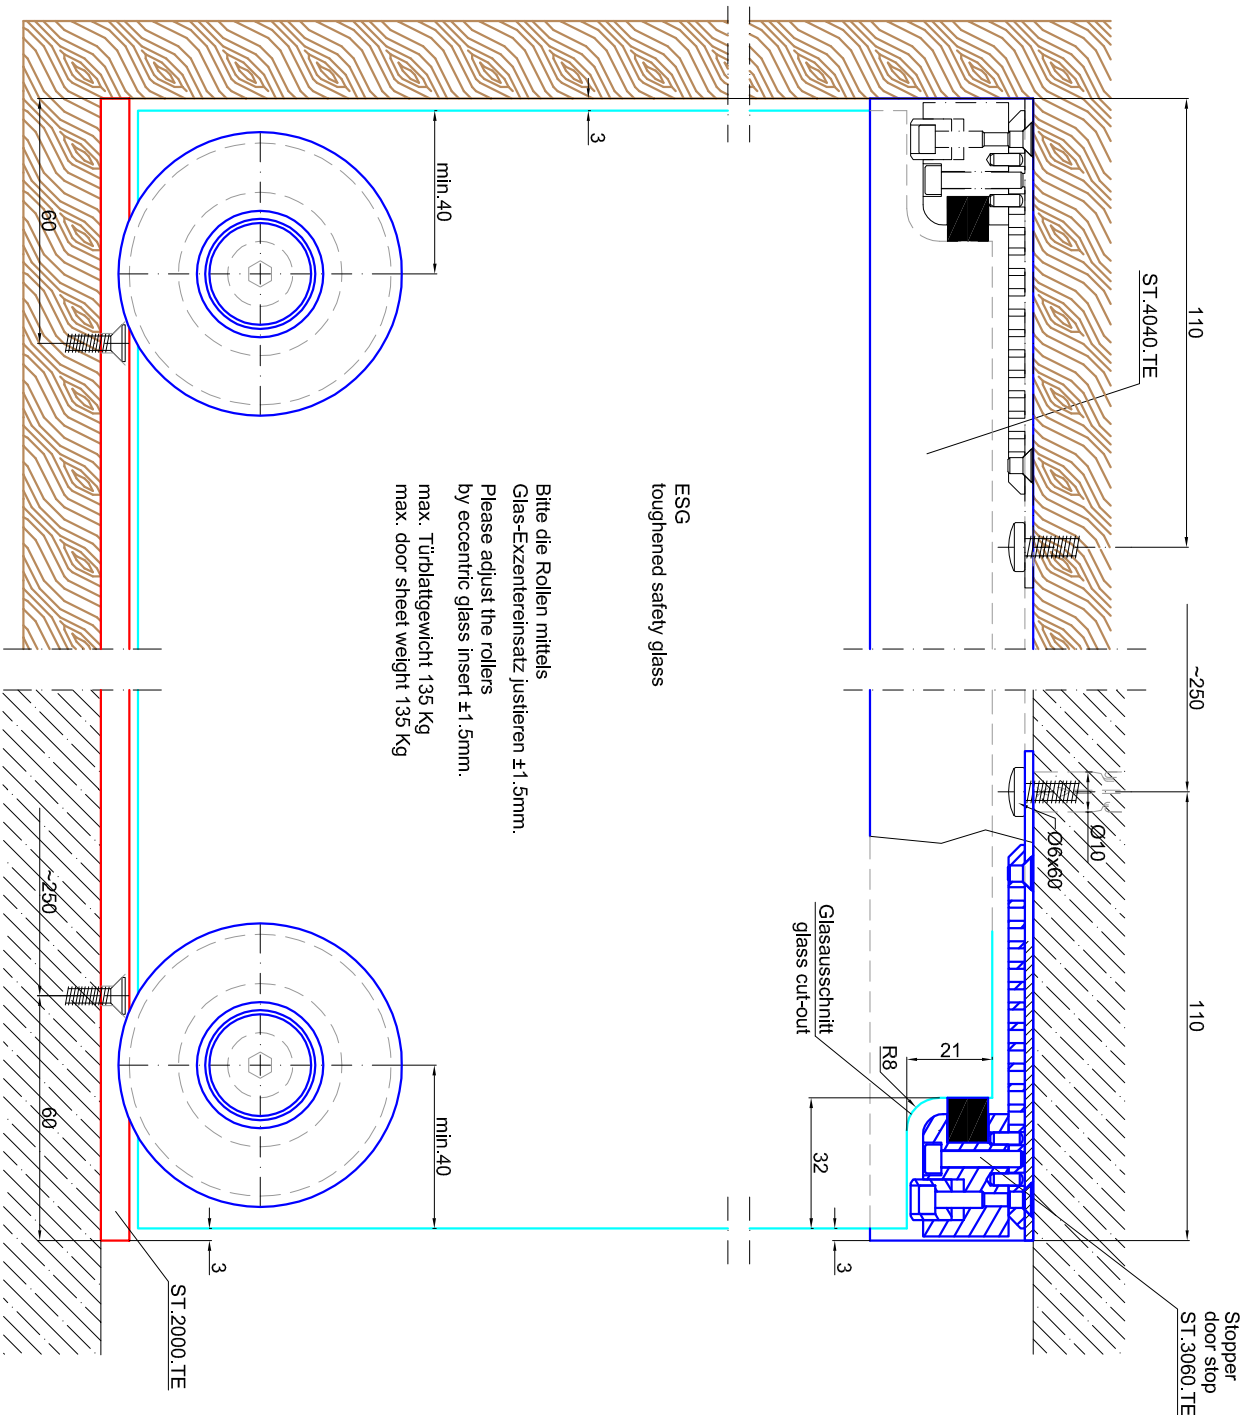 Stopper
door stop
ST.3060.TE
110
~250
110
ST.4040.TE
Ø10
Ø6x60
21
R8
32
Glasausschnitt
glass cut-out
3
3
ESG
toughened safety glass
Bitte die Rollen mittels
Glas-Exzentereinsatz justieren ±1.5mm.
Please adjust the rollers
by eccentric glass insert ±1.5mm.
max. Türblattgewicht 135 Kg
max. door sheet weight 135 Kg
min.40
min.40
3
ST.2000.TE
60
~250
60